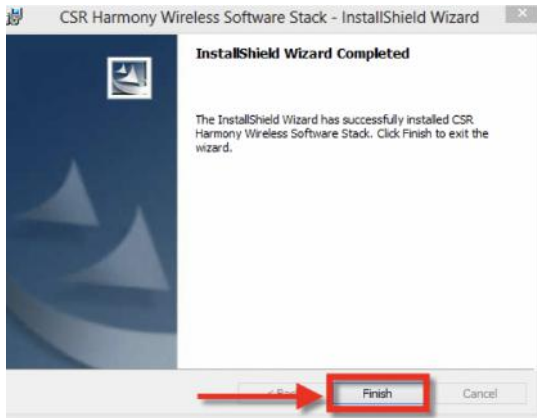 CSR Harmony Wireless Software Stack - InstallShield Wizard
InstallShield Wizard Completed
The InstallShield Wizard has successfully installed CSR
Harmony Wireless Software Stack. Click Finish to exit the
wizard.
Finish
Cancel